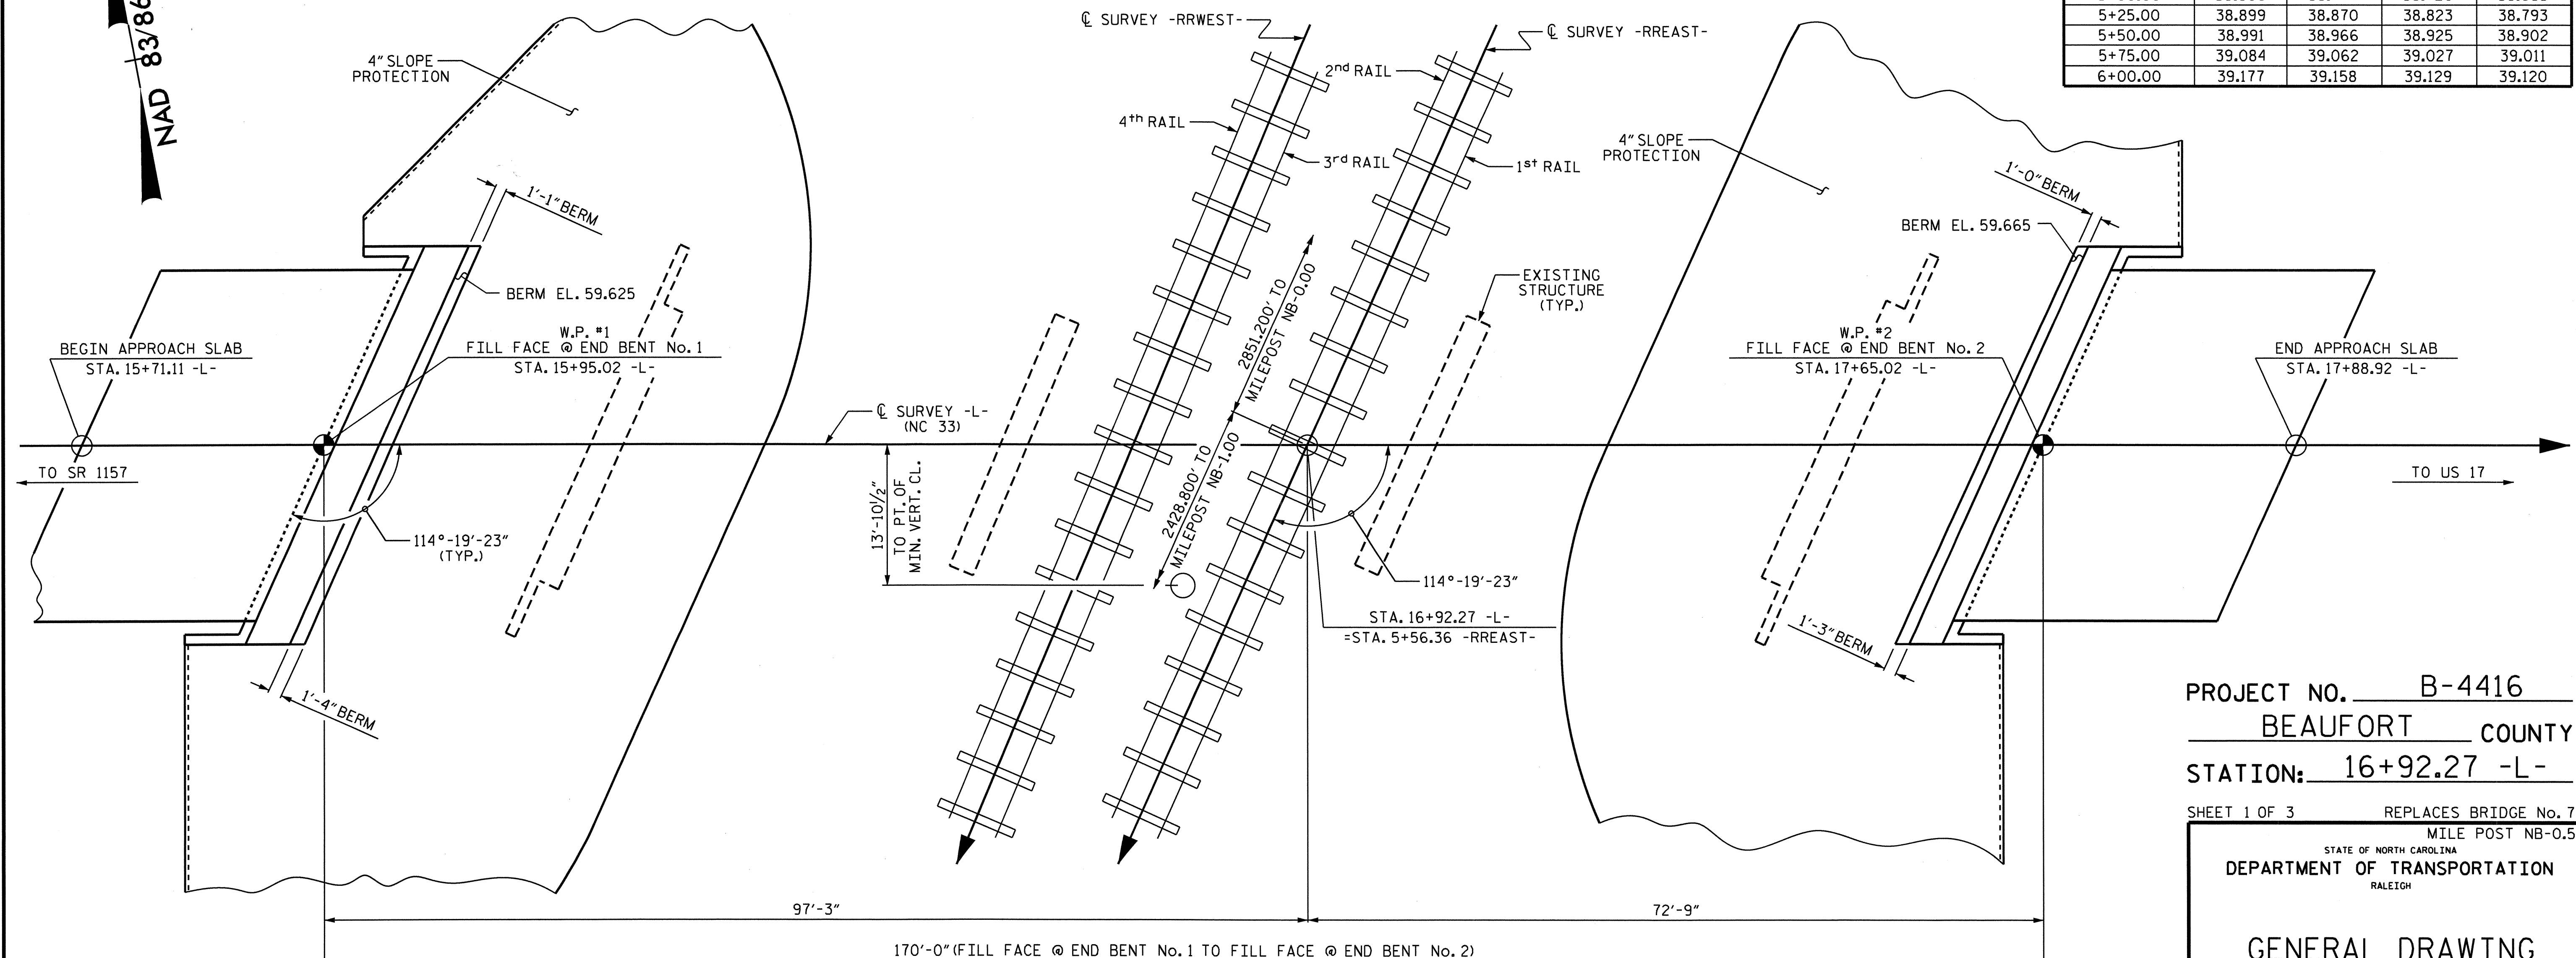 NAD 83/86
4" SLOPE
PROTECTION
1'-1" BERM
BERM EL. 59.625
BEGIN APPROACH SLAB
STA. 15+71.11 -L-
W.P. #1
FILL FACE @ END BENT No. 1
STA. 15+95.02 -L-
TO SR 1157
114°-19'-23"
(TYP.)
1'-4" BERM
℄ SURVEY -RRWEST-
℄ SURVEY -RREAST-
2nd RAIL
4th RAIL
3rd RAIL
1st RAIL
2851.200' TO
MILEPOST NB-0.00
2428.800' TO
MILEPOST NB-1.00
EXISTING
STRUCTURE
(TYP.)
℄ SURVEY -L-
(NC 33)
13'-10 1/2"
TO PT. OF
MIN. VERT. CL.
114°-19'-23"
STA. 16+92.27 -L-
=STA. 5+56.36 -RREAST-
4" SLOPE
PROTECTION
1'-0" BERM
BERM EL. 59.665
W.P. #2
FILL FACE @ END BENT No. 2
STA. 17+65.02 -L-
END APPROACH SLAB
STA. 17+88.92 -L-
TO US 17
1'-3" BERM
97'-3"
72'-9"
170'-0" (FILL FACE @ END BENT No. 1 TO FILL FACE @ END BENT No. 2)
5+25.00 38.899 38.870 38.823 38.793
5+50.00 38.991 38.966 38.925 38.902
5+75.00 39.084 39.062 39.027 39.011
6+00.00 39.177 39.158 39.129 39.120
PROJECT NO. B-4416
BEAUFORT COUNTY
STATION: 16+92.27 -L-
SHEET 1 OF 3 REPLACES BRIDGE No. 7
MILE POST NB-0.5
STATE OF NORTH CAROLINA
DEPARTMENT OF TRANSPORTATION
RALEIGH
GENERAL DRAWING